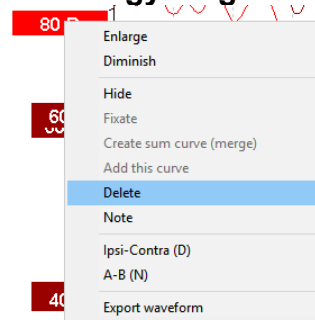 80
Enlarge
Diminish
Hide
60
Fixate
Create sum curve (merge)
Add this curve
Delete
Note
Ipsi-Contra (D)
A-B (N)
40
Export waveform